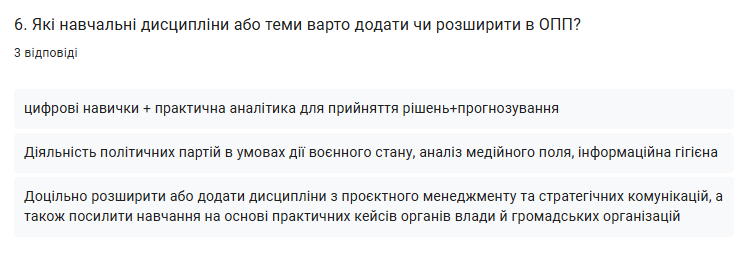 6. Які навчальні дисципліни або теми варто додати чи розширити в ОПП?
3 відповіді
цифрові навички + практична аналітика для прийняття рішень+прогнозування
Діяльність політичних партій в умовах дії воєнного стану, аналіз медійного поля, інформаційна гігієна
Доцільно розширити або додати дисципліни з проєктного менеджменту та стратегічних комунікацій, а
також посилити навчання на основі практичних кейсів органів влади й громадських організацій